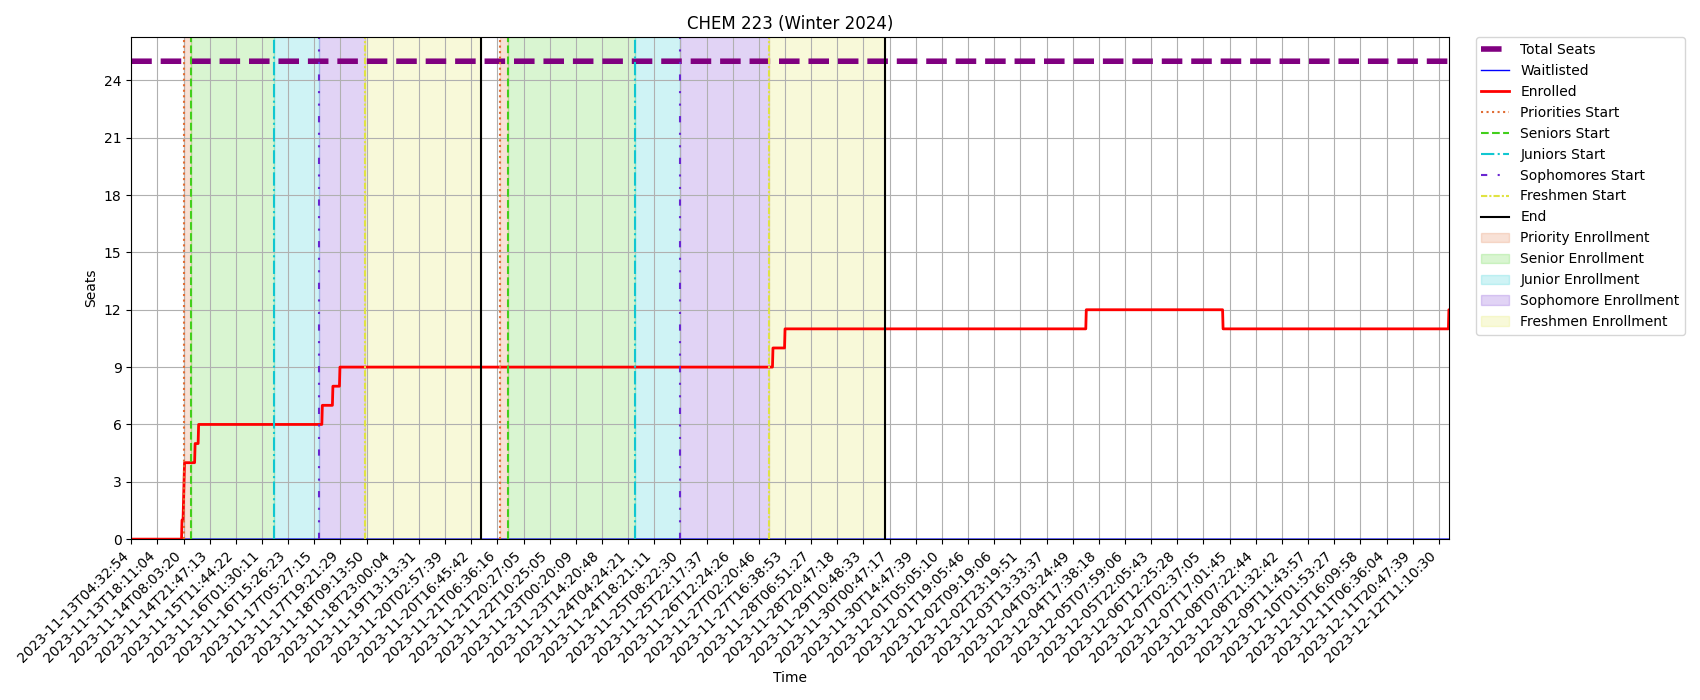 CHEM 223 (Winter 2024)
Seats
24
21
18
15
12
9
6
3
0
2023-11-13T04:32:54
2023-11-13T18:11:04
2023-11-14T08:03:20
2023-11-14T21:47:13
2023-11-15T11:44:22
2023-11-16T01:30:11
2023-11-16T15:26:23
2023-11-17T05:27:15
2023-11-17T19:21:29
2023-11-18T09:13:50
2023-11-18T23:00:04
2023-11-19T13:13:31
2023-11-20T02:57:39
2023-11-20T16:45:42
2023-11-21T06:36:16
2023-11-21T20:27:05
2023-11-22T10:25:05
2023-11-23T00:20:09
2023-11-23T14:20:48
2023-11-24T04:24:21
2023-11-24T18:21:11
2023-11-25T08:22:30
2023-11-25T22:17:37
2023-11-26T12:24:26
2023-11-27T02:20:46
2023-11-27T16:38:53
2023-11-28T06:51:27
2023-11-28T20:47:18
2023-11-29T10:48:33
2023-11-30T00:47:17
2023-11-30T14:47:39
2023-12-01T05:05:10
2023-12-01T19:05:46
2023-12-02T09:19:06
2023-12-02T23:19:51
2023-12-03T13:33:37
2023-12-04T03:24:49
2023-12-04T17:38:18
2023-12-05T07:59:06
2023-12-05T22:05:43
2023-12-06T12:25:28
2023-12-07T02:37:05
2023-12-07T17:01:45
2023-12-08T07:22:44
2023-12-08T21:32:42
2023-12-09T11:43:57
2023-12-10T01:53:27
2023-12-10T16:09:58
2023-12-11T06:36:04
2023-12-11T20:47:39
2023-12-12T11:10:30
Time
Total Seats
Waitlisted
Enrolled
Priorities Start
Seniors Start
Juniors Start
Sophomores Start
Freshmen Start
End
Priority Enrollment
Senior Enrollment
Junior Enrollment
Sophomore Enrollment
Freshmen Enrollment